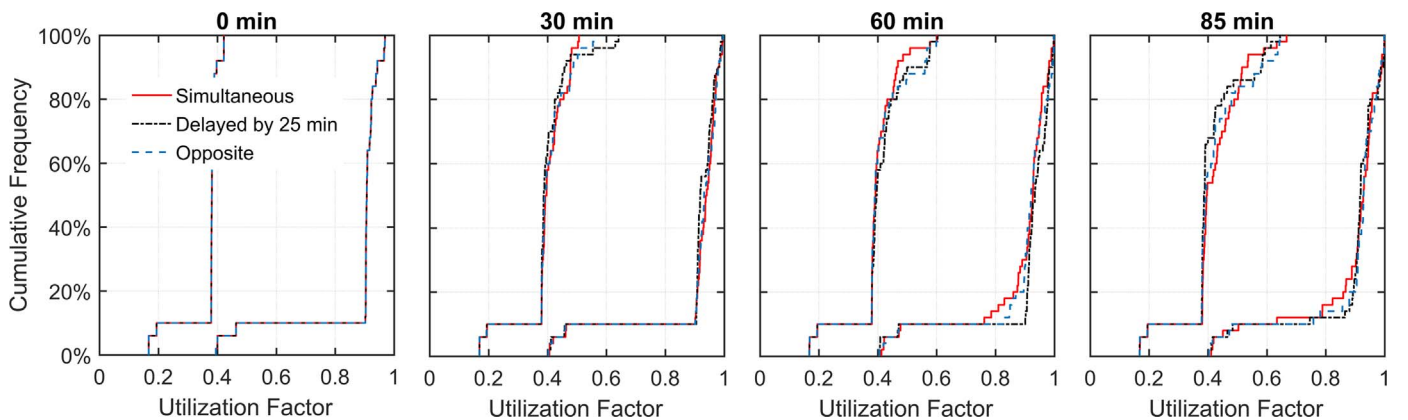 0 min
30 min
60 min
85 min
Cumulative Frequency
100%
80%
60%
40%
20%
0%
Simultaneous
Delayed by 25 min
Opposite
0 0.2 0.4 0.6 0.8 1
0 0.2 0.4 0.6 0.8 1
0 0.2 0.4 0.6 0.8 1
0 0.2 0.4 0.6 0.8 1
Utilization Factor
Utilization Factor
Utilization Factor
Utilization Factor